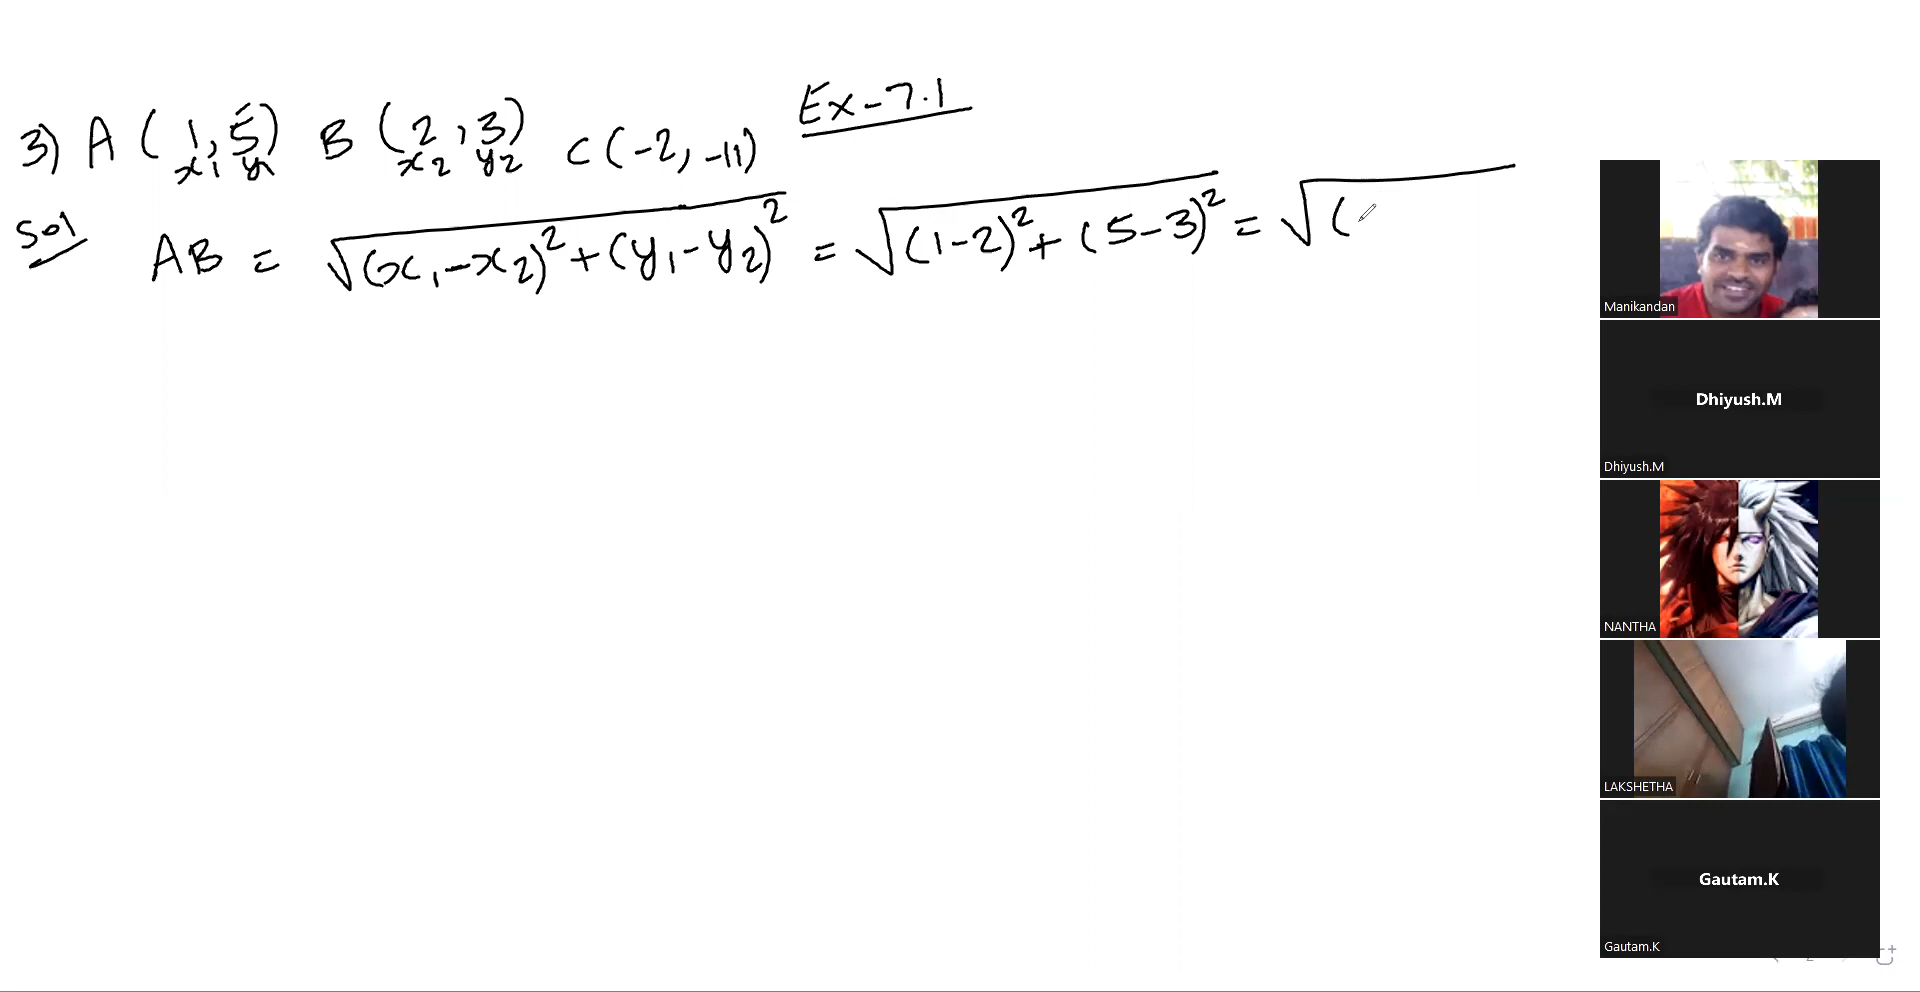 Ex-7.1
3) A (1,5) B (2,3) C (-2, -11)
x₁ y₁ x₂ y₂
Sol
AB = √(x₁-x₂)²+(y₁-y₂)² = √(1-2)²+(5-3)² = √(
Manikandan
Dhiyush.M
Dhiyush.M
NANTHA
LAKSHETHA
Gautam.K
Gautam.K